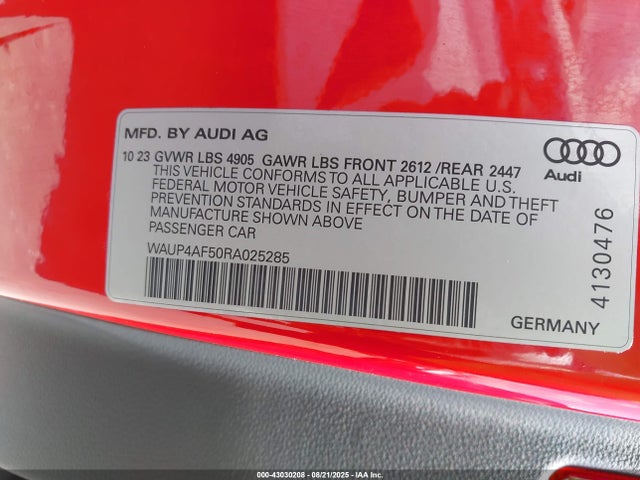 MFD. BY AUDI AG
10 23 GVWR LBS 4905 GAWR LBS FRONT 2612 /REAR 2447
THIS VEHICLE CONFORMS TO ALL APPLICABLE U.S.
FEDERAL MOTOR VEHICLE SAFETY, BUMPER AND THEFT
PREVENTION STANDARDS IN EFFECT ON THE DATE OF
MANUFACTURE SHOWN ABOVE
PASSENGER CAR
WAUP4AF50RA025285
Audi
4130476
GERMANY
000-43030208 - 08/21/2025 - IAA Inc.